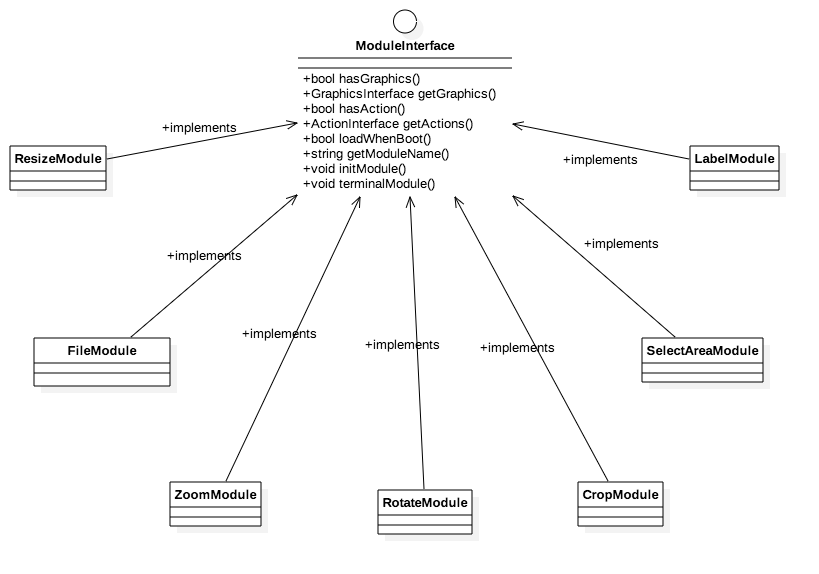 ModuleInterface
+bool hasGraphics()
+GraphicsInterface getGraphics()
+bool hasAction()
+ActionInterface getActions()
+bool loadWhenBoot()
+string getModuleName()
+void initModule()
+void terminalModule()
+implements
ResizeModule
+implements
LabelModule
+implements
FileModule
+implements
SelectAreaModule
+implements
ZoomModule
+implements
RotateModule
+implements
CropModule